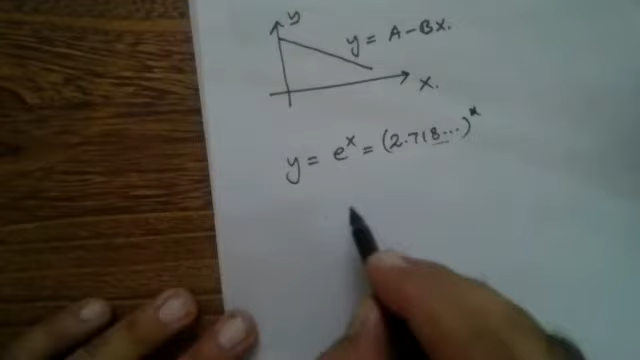 y
y = A - Bx.
x.
y = e^x = (2.718...)^x